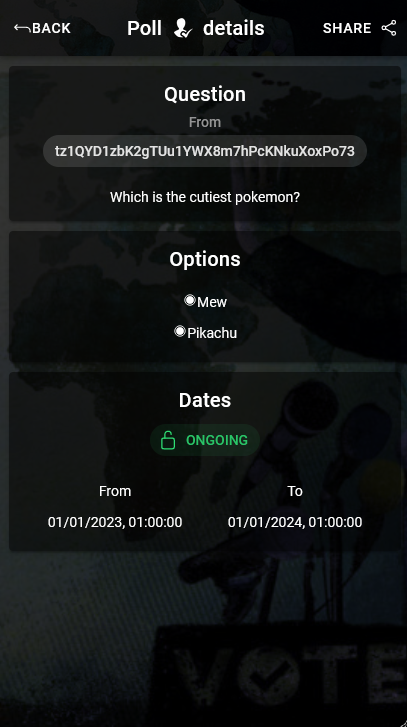 BACK
Poll details
SHARE
Question
From
tz1QYD1zbK2gTUu1YWX8m7hPcKNkuXoxPo73
Which is the cutiest pokemon?
Options
Mew
Pikachu
Dates
ONGOING
From To
01/01/2023, 01:00:00 01/01/2024, 01:00:00
VOTE